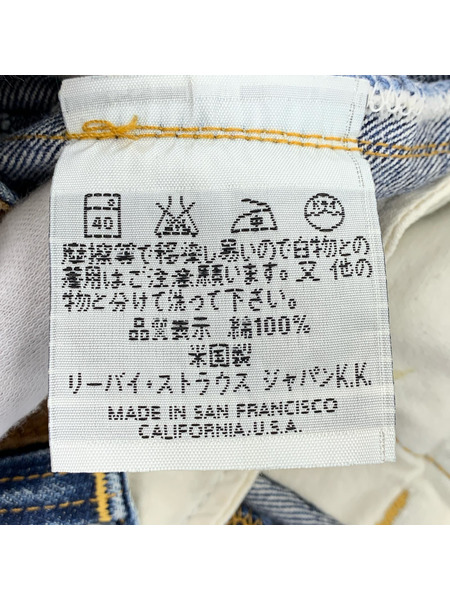 40
摩擦等で移染し易いので白物との
着用はご注意願います。又 他の
物と分けて洗って下さい。
品質表示 綿100%
米国製
リーバイ・ストラウス ジャパンK.K.
MADE IN SAN FRANCISCO
CALIFORNIA, U.S.A.